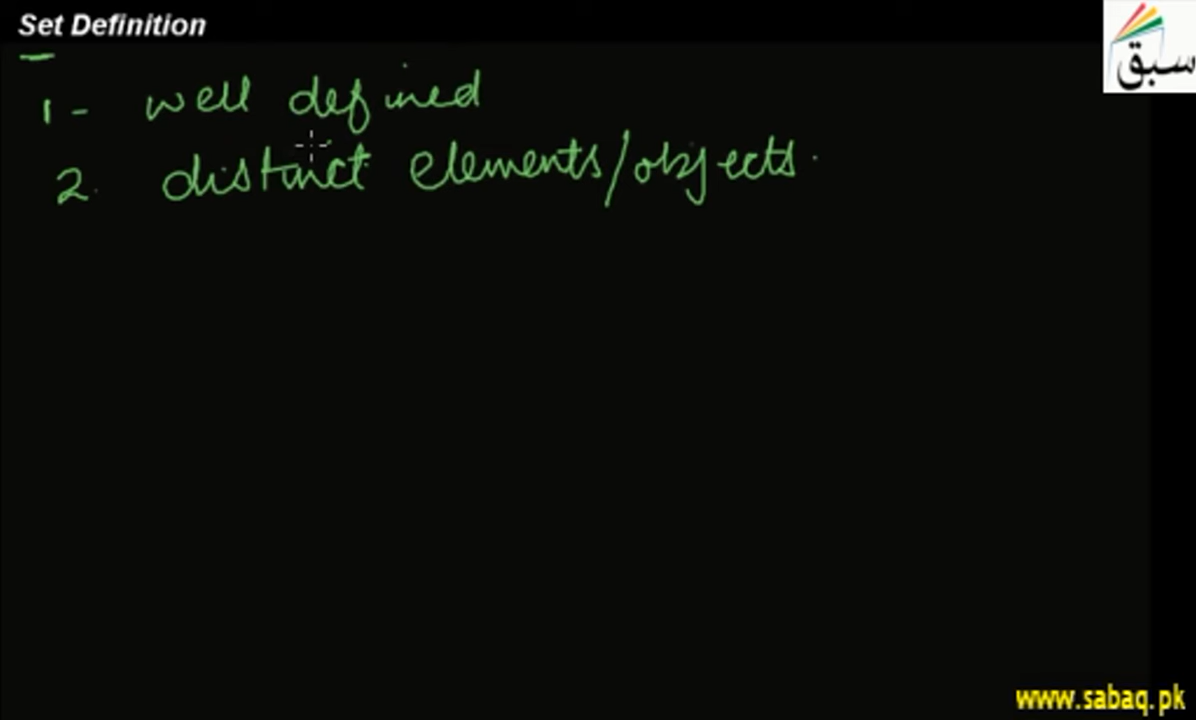 Set Definition
سبق
1 - well defined
2. distinct elements/objects.
www.sabaq.pk